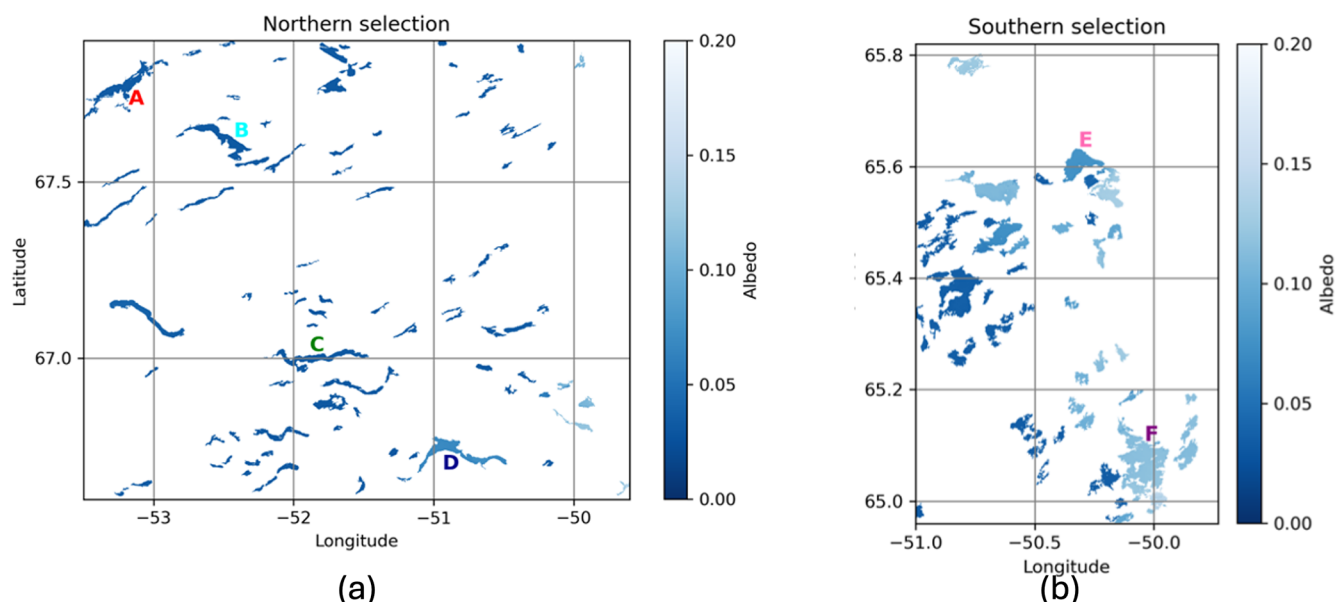 Northern selection
A
B
C
D
67.5
67.0
Latitude
−53
−52
−51
−50
Longitude
0.20
0.15
0.10
0.05
0.00
Albedo
(a)
Southern selection
E
F
65.8
65.6
65.4
65.2
65.0
−51.0
−50.5
−50.0
Longitude
0.20
0.15
0.10
0.05
0.00
Albedo
(b)